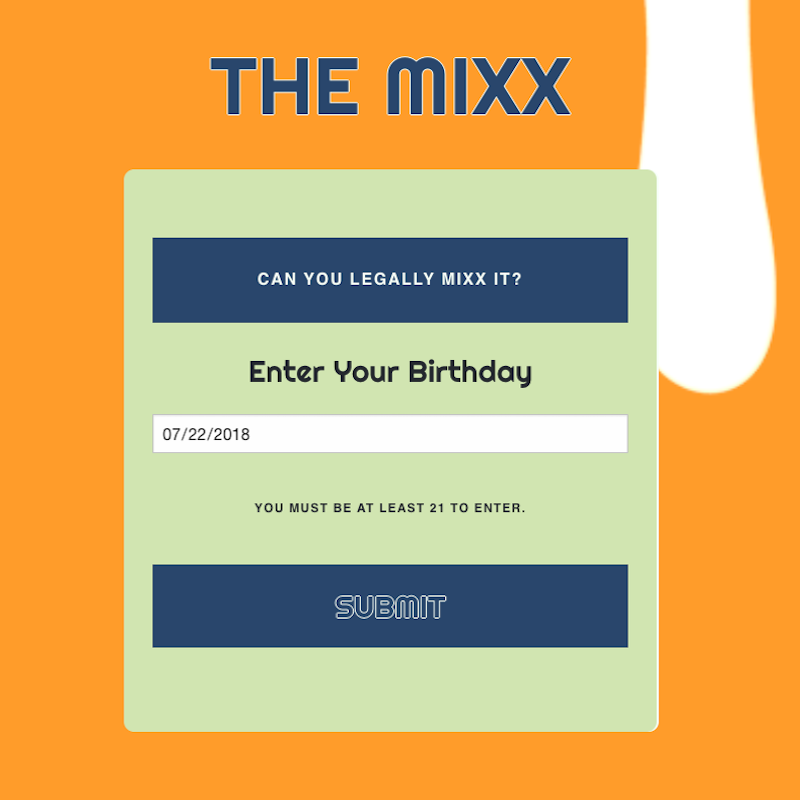 THE MIXX
CAN YOU LEGALLY MIXX IT?
Enter Your Birthday
07/22/2018
YOU MUST BE AT LEAST 21 TO ENTER.
SUBMIT